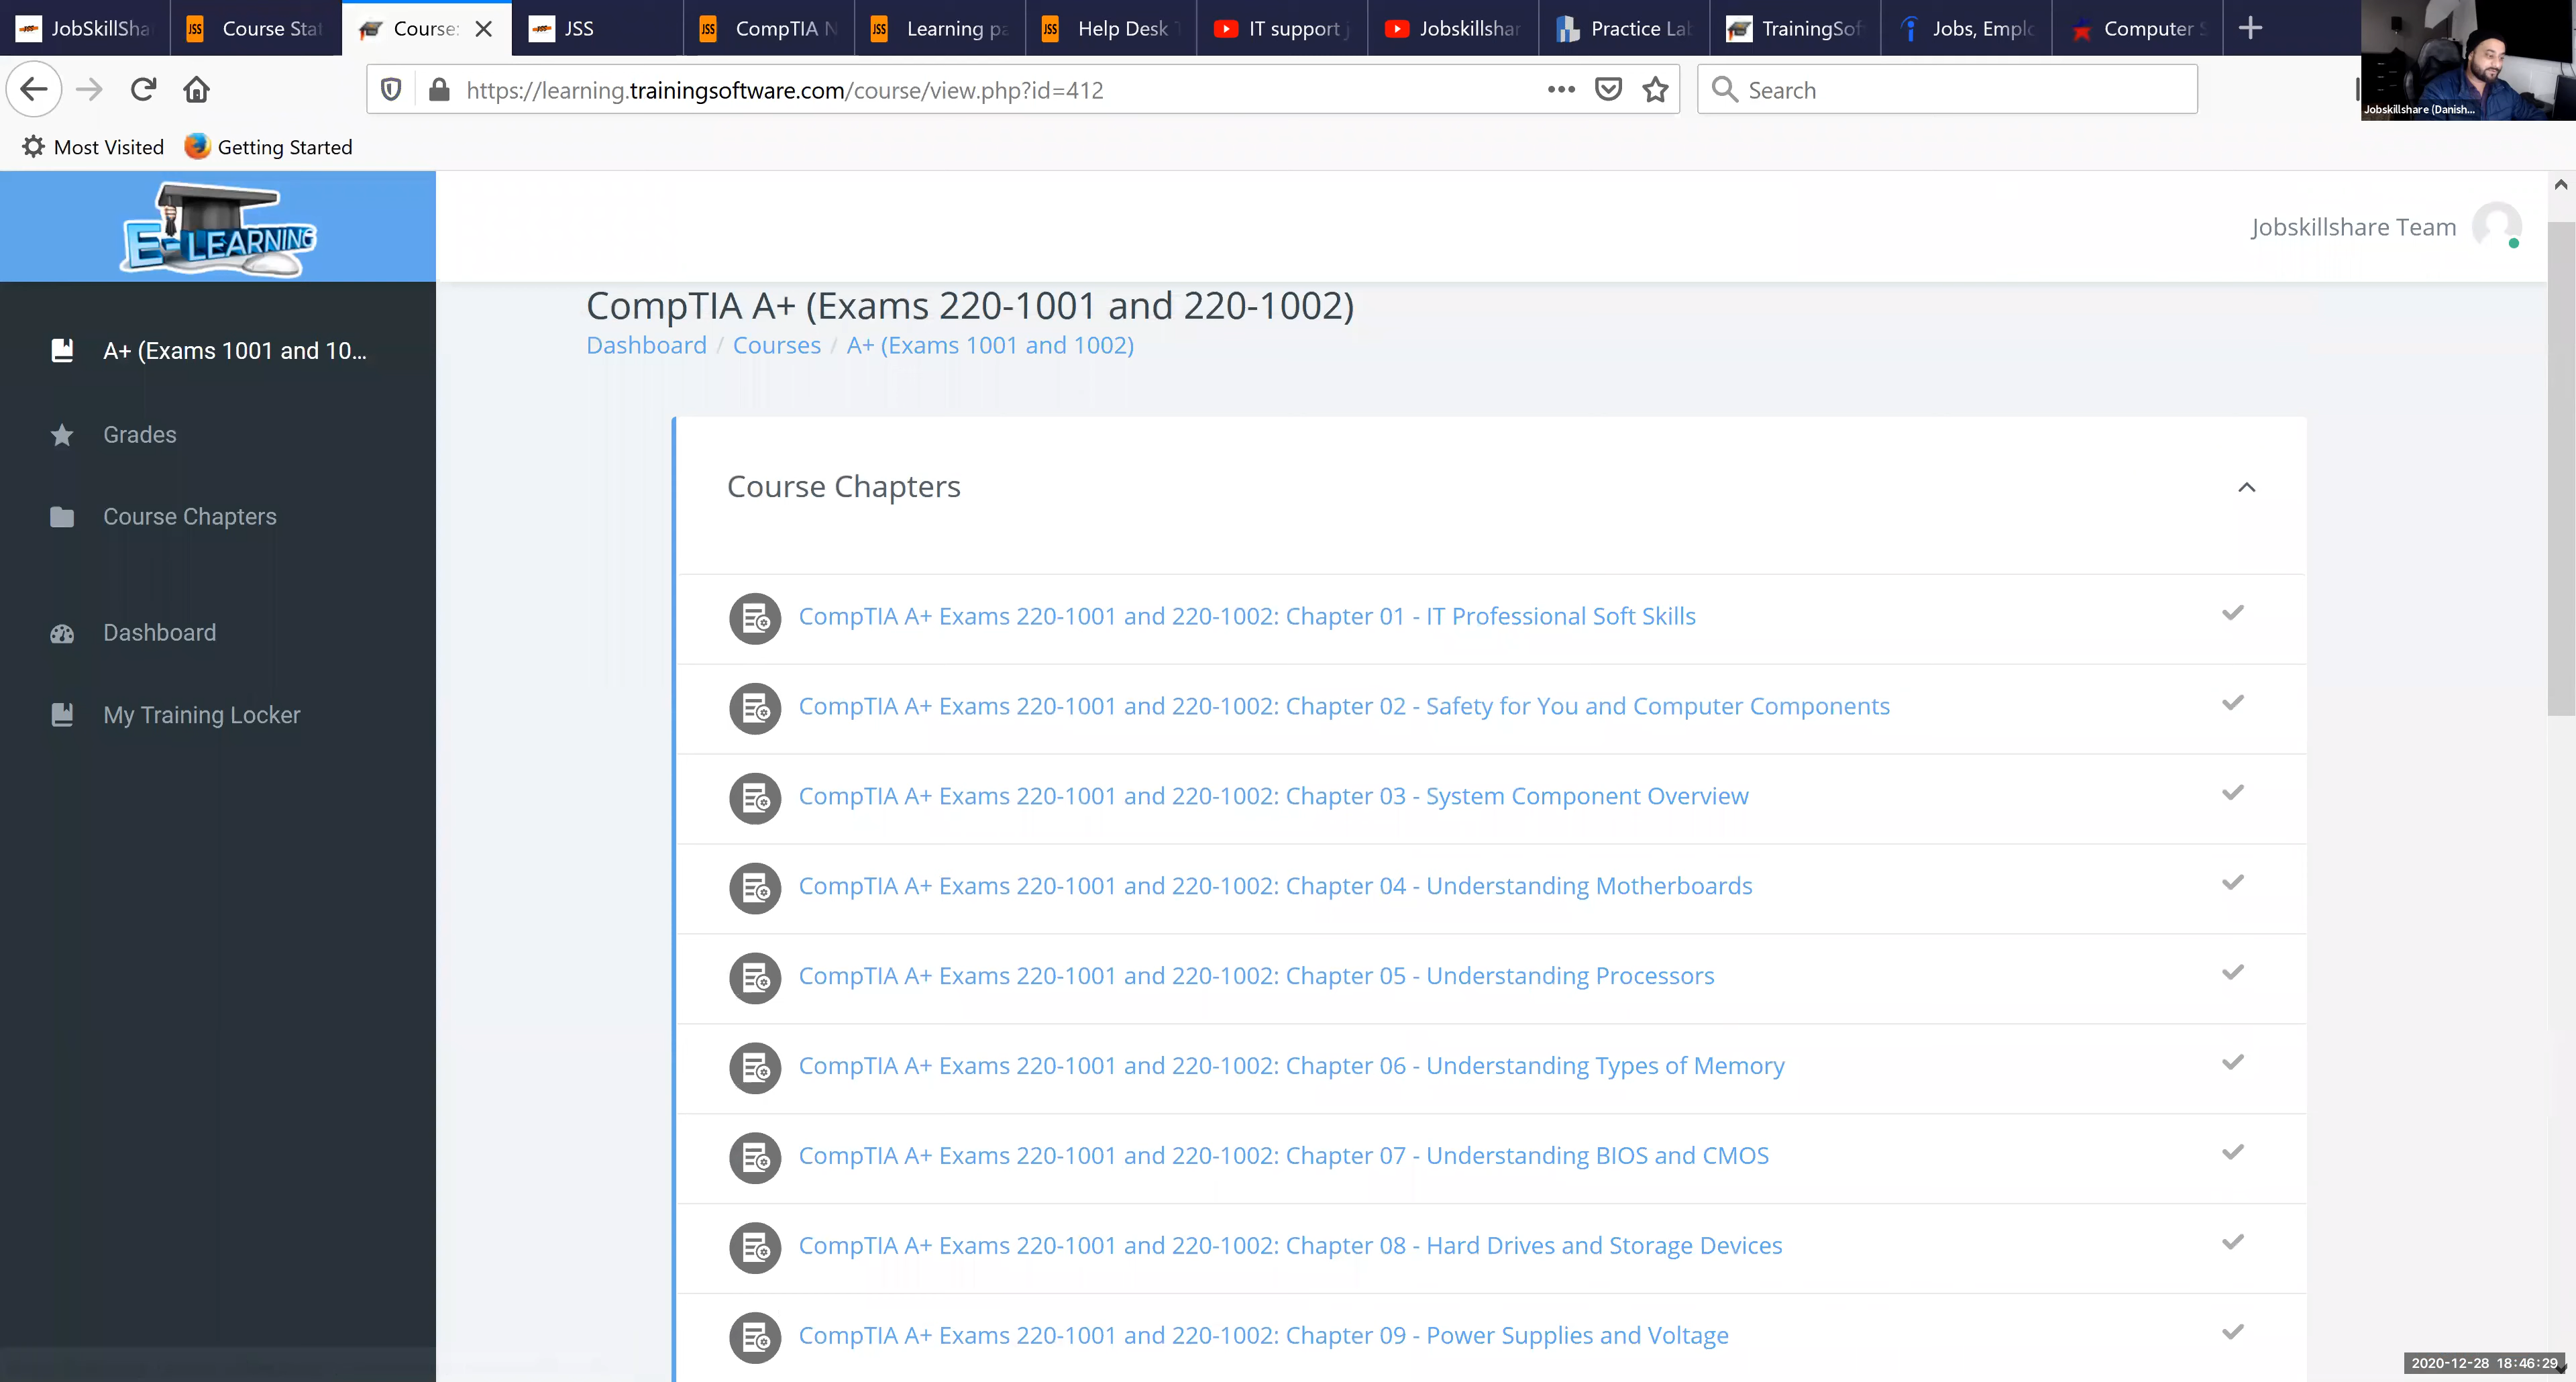 JobSkillSha
JSS Course Stat
Course:
JSS
JSS CompTIA N
JSS Learning pa
JSS Help Desk T
IT support j
Jobskillshar
Practice Lab
TrainingSof
Jobs, Emplo
Computer S
https://learning.trainingsoftware.com/course/view.php?id=412
Search
Jobskillshare (Danish...
Most Visited
Getting Started
E-LEARNING
Jobskillshare Team
CompTIA A+ (Exams 220-1001 and 220-1002)
Dashboard / Courses / A+ (Exams 1001 and 1002)
A+ (Exams 1001 and 10...
Grades
Course Chapters
Dashboard
My Training Locker
Course Chapters
CompTIA A+ Exams 220-1001 and 220-1002: Chapter 01 - IT Professional Soft Skills
CompTIA A+ Exams 220-1001 and 220-1002: Chapter 02 - Safety for You and Computer Components
CompTIA A+ Exams 220-1001 and 220-1002: Chapter 03 - System Component Overview
CompTIA A+ Exams 220-1001 and 220-1002: Chapter 04 - Understanding Motherboards
CompTIA A+ Exams 220-1001 and 220-1002: Chapter 05 - Understanding Processors
CompTIA A+ Exams 220-1001 and 220-1002: Chapter 06 - Understanding Types of Memory
CompTIA A+ Exams 220-1001 and 220-1002: Chapter 07 - Understanding BIOS and CMOS
CompTIA A+ Exams 220-1001 and 220-1002: Chapter 08 - Hard Drives and Storage Devices
CompTIA A+ Exams 220-1001 and 220-1002: Chapter 09 - Power Supplies and Voltage
2020-12-28 18:46:29